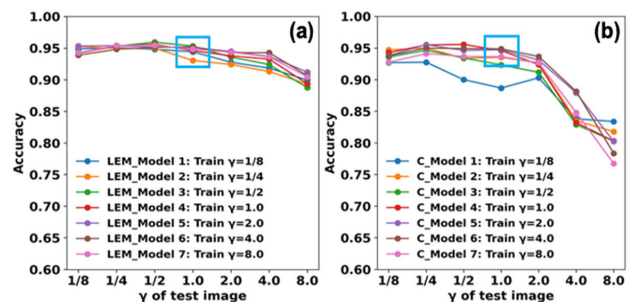 (a)
Accuracy
1.00
0.95
0.90
0.85
0.80
0.75
0.70
0.65
0.60
LEM_Model 1: Train γ=1/8
LEM_Model 2: Train γ=1/4
LEM_Model 3: Train γ=1/2
LEM_Model 4: Train γ=1.0
LEM_Model 5: Train γ=2.0
LEM_Model 6: Train γ=4.0
LEM_Model 7: Train γ=8.0
1/8 1/4 1/2 1.0 2.0 4.0 8.0
γ of test image
(b)
Accuracy
1.00
0.95
0.90
0.85
0.80
0.75
0.70
0.65
0.60
C_Model 1: Train γ=1/8
C_Model 2: Train γ=1/4
C_Model 3: Train γ=1/2
C_Model 4: Train γ=1.0
C_Model 5: Train γ=2.0
C_Model 6: Train γ=4.0
C_Model 7: Train γ=8.0
1/8 1/4 1/2 1.0 2.0 4.0 8.0
γ of test image